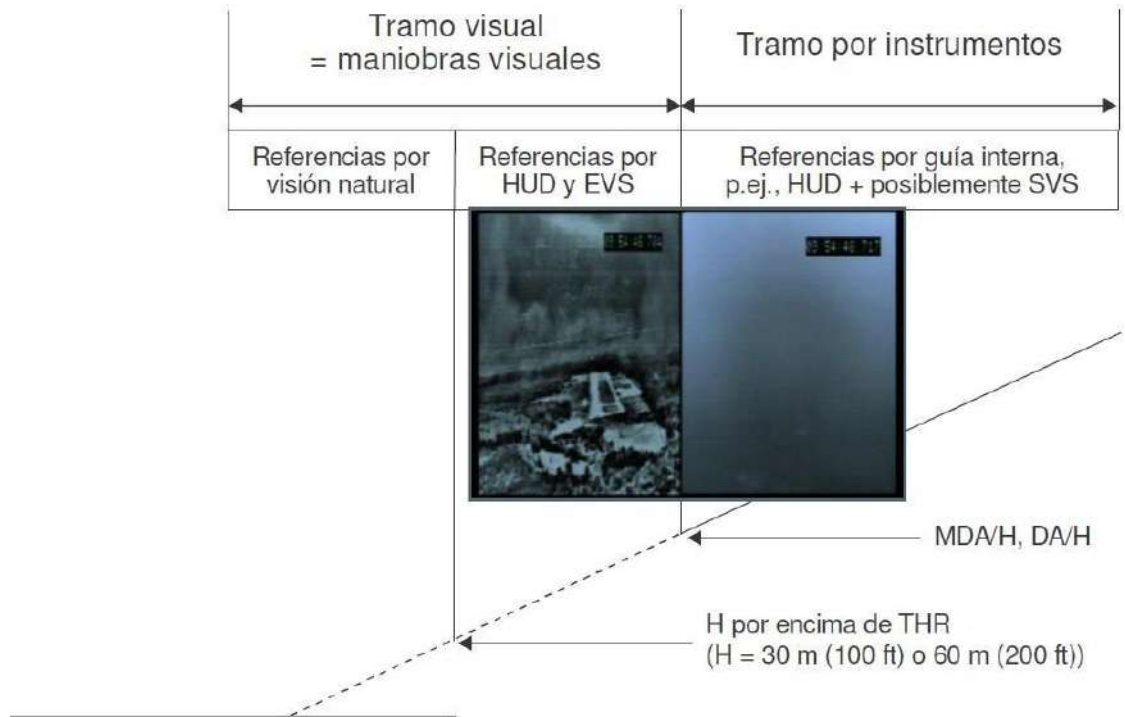 Tramo visual
= maniobras visuales
Tramo por instrumentos
Referencias por
visión natural
Referencias por
HUD y EVS
Referencias por guía interna,
p.ej., HUD + posiblemente SVS
MDA/H, DA/H
H por encima de THR
(H = 30 m (100 ft) o 60 m (200 ft))